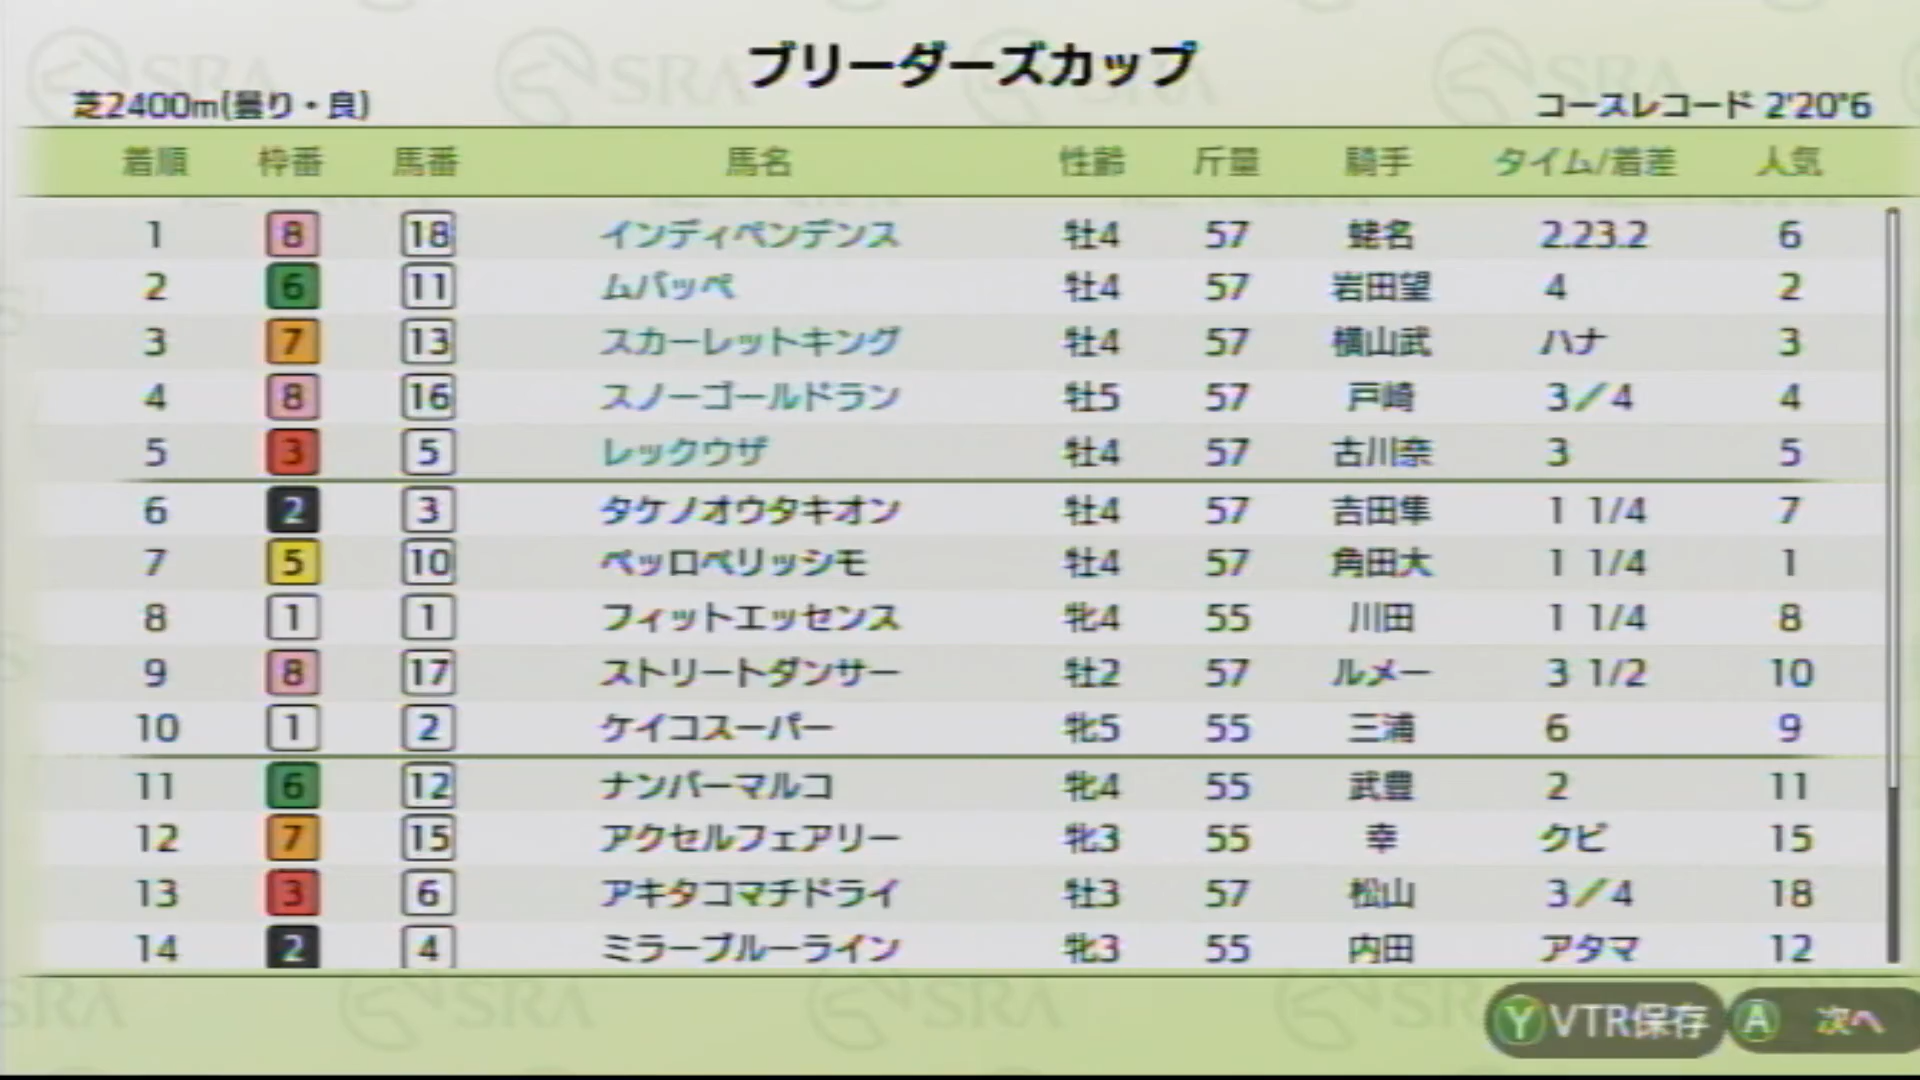 ブリーダーズカップ
芝2400m(曇り・良) コースレコード 2'20"6
着順 枠番 馬番 馬名 性齢 斤量 騎手 タイム/着差 人気
1 8 18 インディペンデンス 牡4 57 蛯名 2.23.2 6
2 6 11 ムバッペ 牡4 57 岩田望 4 2
3 7 13 スカーレットキング 牡4 57 横山武 ハナ 3
4 8 16 スノーゴールドラン 牡5 57 戸崎 3/4 4
5 3 5 レックウザ 牡4 57 古川奈 3 5
6 2 3 タケノオウタキオン 牡4 57 吉田隼 1 1/4 7
7 5 10 ペッロペリッシモ 牡4 57 角田大 1 1/4 1
8 1 1 フィットエッセンス 牝4 55 川田 1 1/4 8
9 8 17 ストリートダンサー 牡2 57 ルメー 3 1/2 10
10 1 2 ケイコスーパー 牝5 55 三浦 6 9
11 6 12 ナンバーマルコ 牝4 55 武豊 2 11
12 7 15 アクセルフェアリー 牝3 55 幸 クビ 15
13 3 6 アキタコマチドライ 牡3 57 松山 3/4 18
14 2 4 ミラーブルーライン 牝3 55 内田 アタマ 12
Y VTR保存 A 次へ
SRA